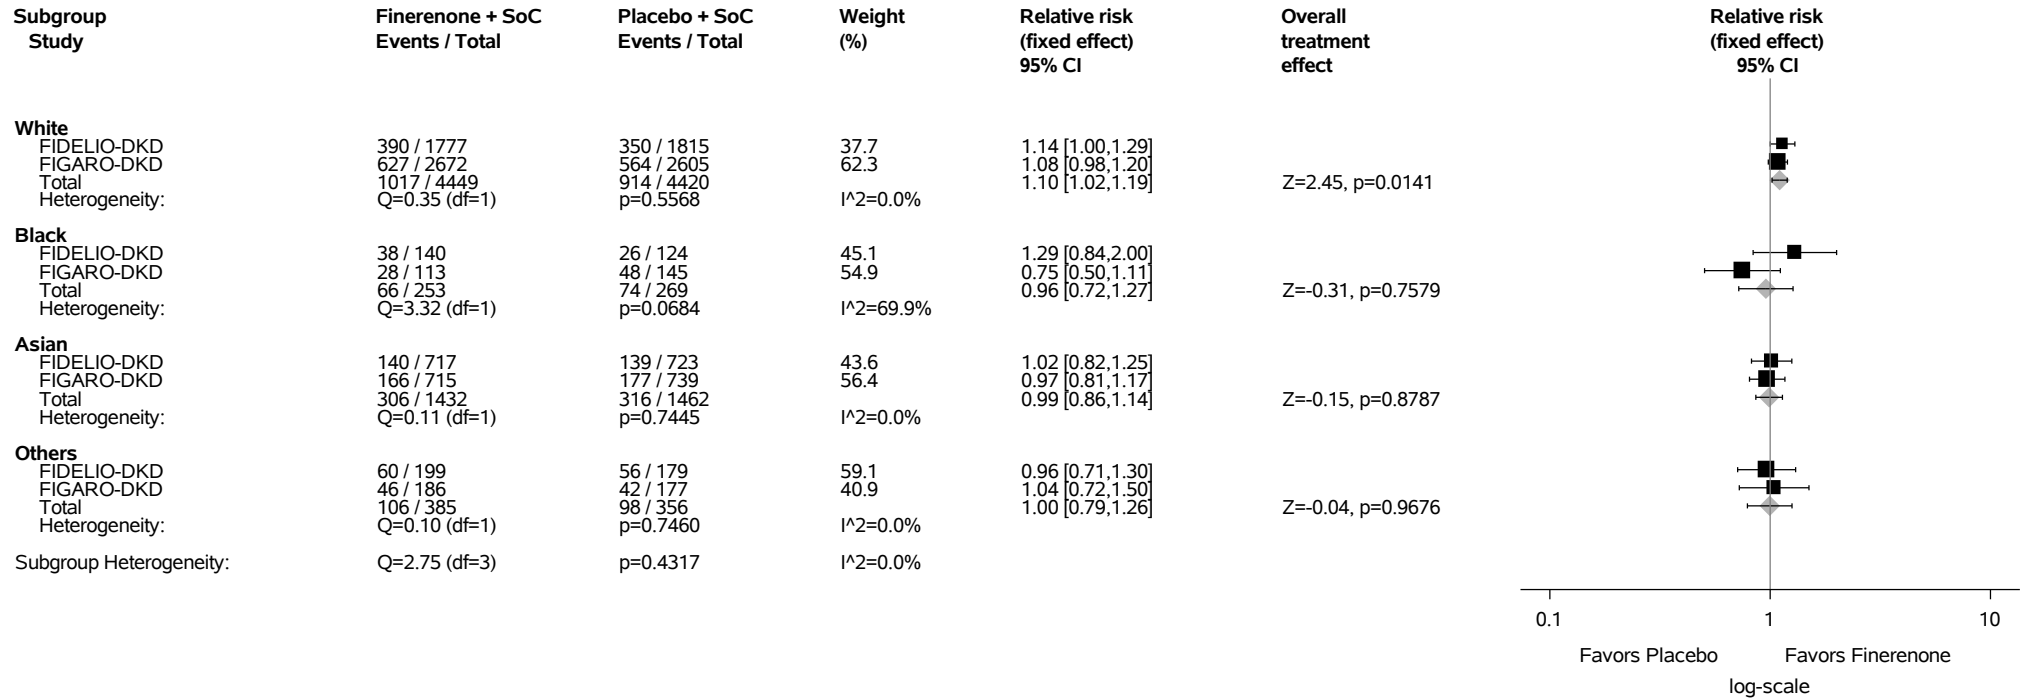 Subgroup Finerenone + SoC Placebo + SoC Weight Relative risk Overall Relative risk
Study Events / Total Events / Total (%) (fixed effect) treatment (fixed effect)
95% CI effect 95% CI
White
FIDELIO-DKD 390 / 1777 350 / 1815 37.7 1.14 [1.00,1.29]
FIGARO-DKD 627 / 2672 564 / 2605 62.3 1.08 [0.98,1.20]
Total 1017 / 4449 914 / 4420 1.10 [1.02,1.19] Z=2.45, p=0.0141
Heterogeneity: Q=0.35 (df=1) p=0.5568 I^2=0.0%
Black
FIDELIO-DKD 38 / 140 26 / 124 45.1 1.29 [0.84,2.00]
FIGARO-DKD 28 / 113 48 / 145 54.9 0.75 [0.50,1.11]
Total 66 / 253 74 / 269 0.96 [0.72,1.27] Z=-0.31, p=0.7579
Heterogeneity: Q=3.32 (df=1) p=0.0684 I^2=69.9%
Asian
FIDELIO-DKD 140 / 717 139 / 723 43.6 1.02 [0.82,1.25]
FIGARO-DKD 166 / 715 177 / 739 56.4 0.97 [0.81,1.17]
Total 306 / 1432 316 / 1462 0.99 [0.86,1.14] Z=-0.15, p=0.8787
Heterogeneity: Q=0.11 (df=1) p=0.7445 I^2=0.0%
Others
FIDELIO-DKD 60 / 199 56 / 179 59.1 0.96 [0.71,1.30]
FIGARO-DKD 46 / 186 42 / 177 40.9 1.04 [0.72,1.50]
Total 106 / 385 98 / 356 1.00 [0.79,1.26] Z=-0.04, p=0.9676
Heterogeneity: Q=0.10 (df=1) p=0.7460 I^2=0.0%
Subgroup Heterogeneity: Q=2.75 (df=3) p=0.4317 I^2=0.0%
0.1 1 10
Favors Placebo Favors Finerenone
log-scale